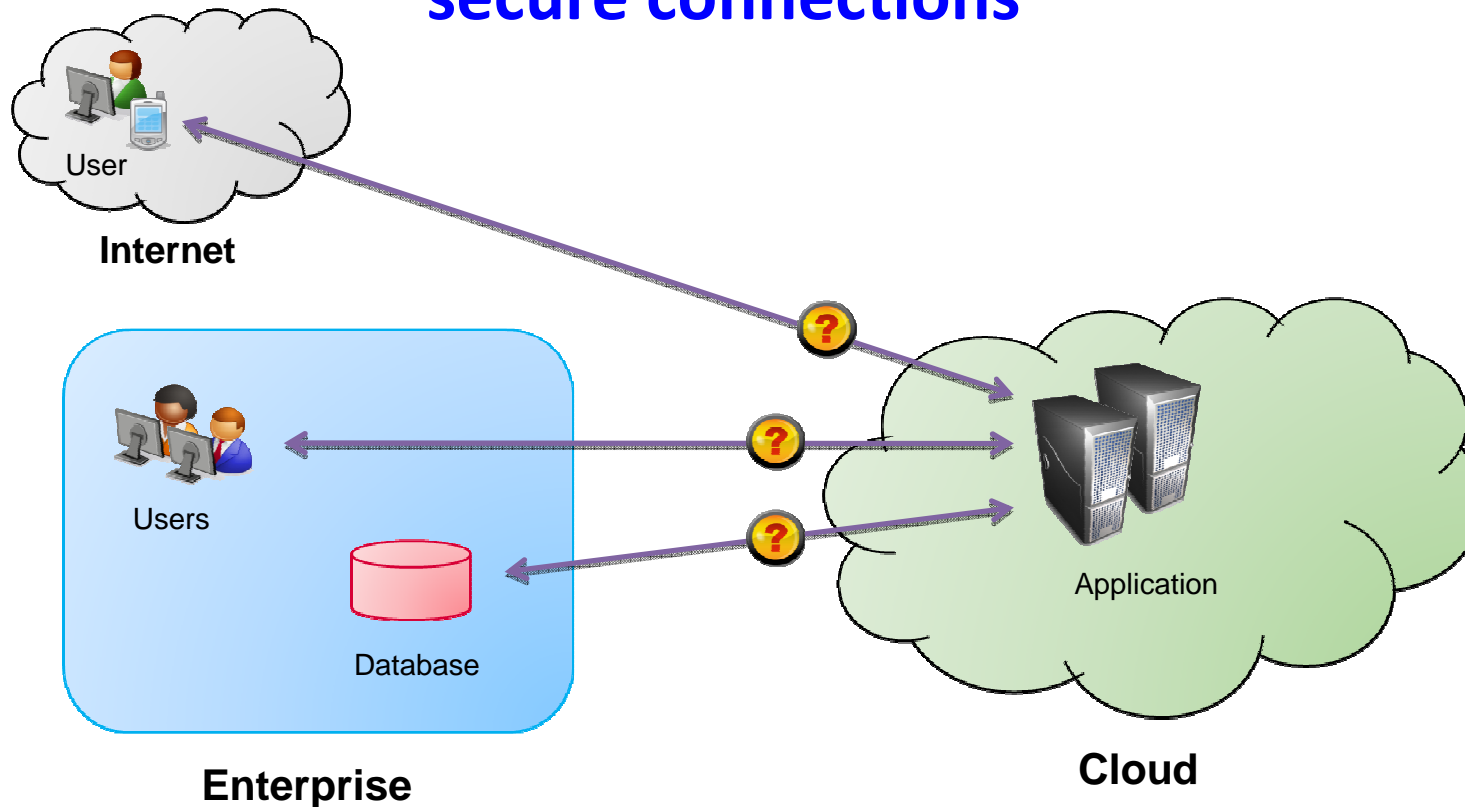 secure connections
User
Internet
?
?
Users
?
Application
Database
Cloud
Enterprise